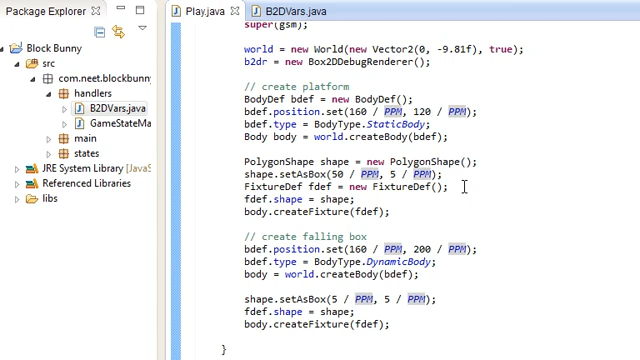 Package Explorer
Block Bunny
src
com.neet.blockbunny
handlers
B2DVars.java
GameStateMa
main
states
JRE System Library [JavaS
Referenced Libraries
libs
Play.java
B2DVars.java
super(gsm);
world = new World(new Vector2(0, -9.81f), true);
b2dr = new Box2DDebugRenderer();
// create platform
BodyDef bdef = new BodyDef();
bdef.position.set(160 / PPM, 120 / PPM);
bdef.type = BodyType.StaticBody;
Body body = world.createBody(bdef);
PolygonShape shape = new PolygonShape();
shape.setAsBox(50 / PPM, 5 / PPM);
FixtureDef fdef = new FixtureDef();
fdef.shape = shape;
body.createFixture(fdef);
// create falling box
bdef.position.set(160 / PPM, 200 / PPM);
bdef.type = BodyType.DynamicBody;
body = world.createBody(bdef);
shape.setAsBox(5 / PPM, 5 / PPM);
fdef.shape = shape;
body.createFixture(fdef);
}